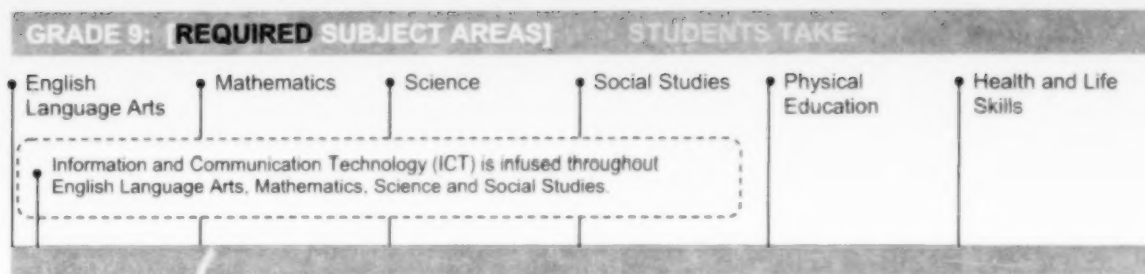 GRADE 9: [REQUIRED SUBJECT AREAS] STUDENTS TAKE:
English
Language Arts
Mathematics
Science
Social Studies
Physical
Education
Health and Life
Skills
Information and Communication Technology (ICT) is infused throughout
English Language Arts, Mathematics, Science and Social Studies.